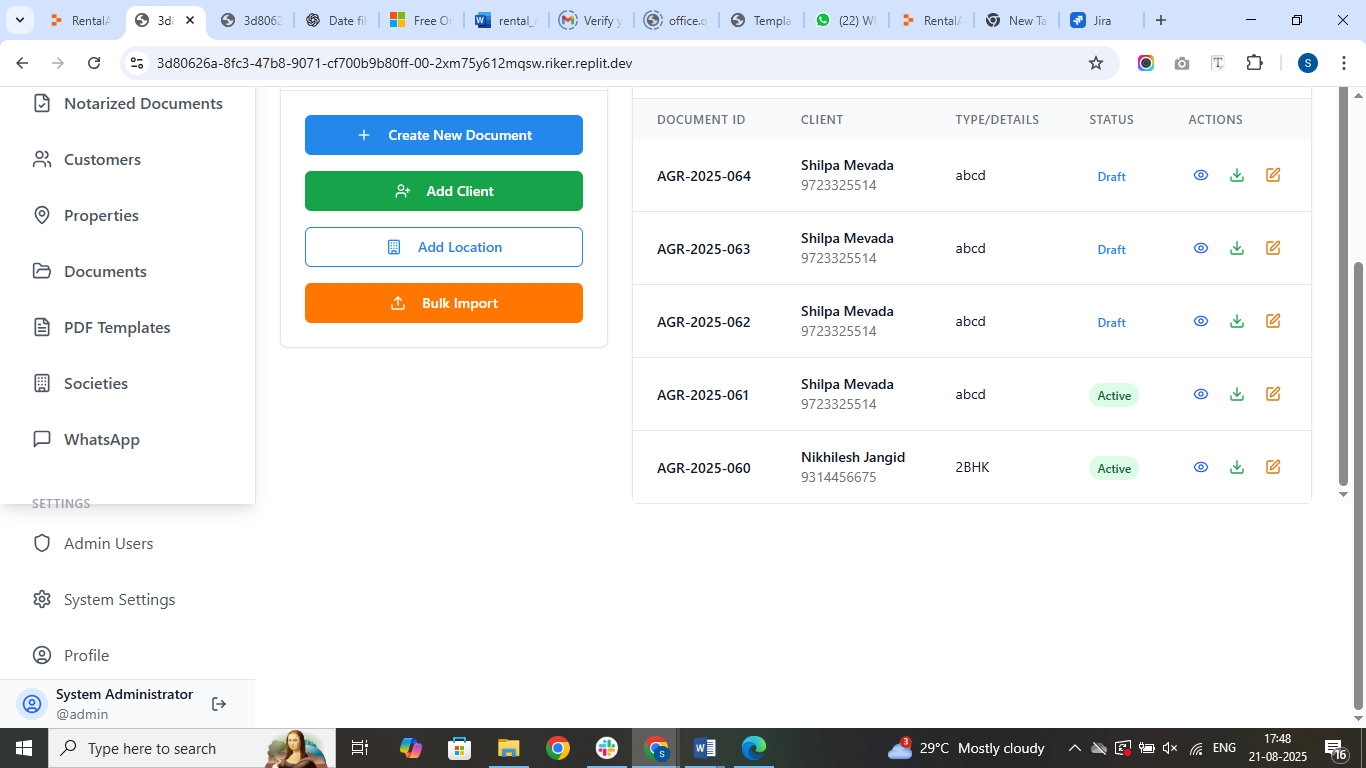 RentalA
3d8
3d8062
Date fil
Free O
rental_
Verify y
office.q
Templa
(22) W
RentalA
New Ta
Jira
3d80626a-8fc3-47b8-9071-cf700b9b80ff-00-2xm75y612mqsw.riker.replit.dev
S
Notarized Documents
Customers
Properties
Documents
PDF Templates
Societies
WhatsApp
SETTINGS
Admin Users
System Settings
Profile
System Administrator
@admin
Create New Document
Add Client
Add Location
Bulk Import
DOCUMENT ID CLIENT TYPE/DETAILS STATUS ACTIONS
AGR-2025-064 Shilpa Mevada abcd Draft
9723325514
AGR-2025-063 Shilpa Mevada abcd Draft
9723325514
AGR-2025-062 Shilpa Mevada abcd Draft
9723325514
AGR-2025-061 Shilpa Mevada abcd Active
9723325514
AGR-2025-060 Nikhilesh Jangid 2BHK Active
9314456675
Type here to search
3
29°C Mostly cloudy
ENG
17:48
21-08-2025
16